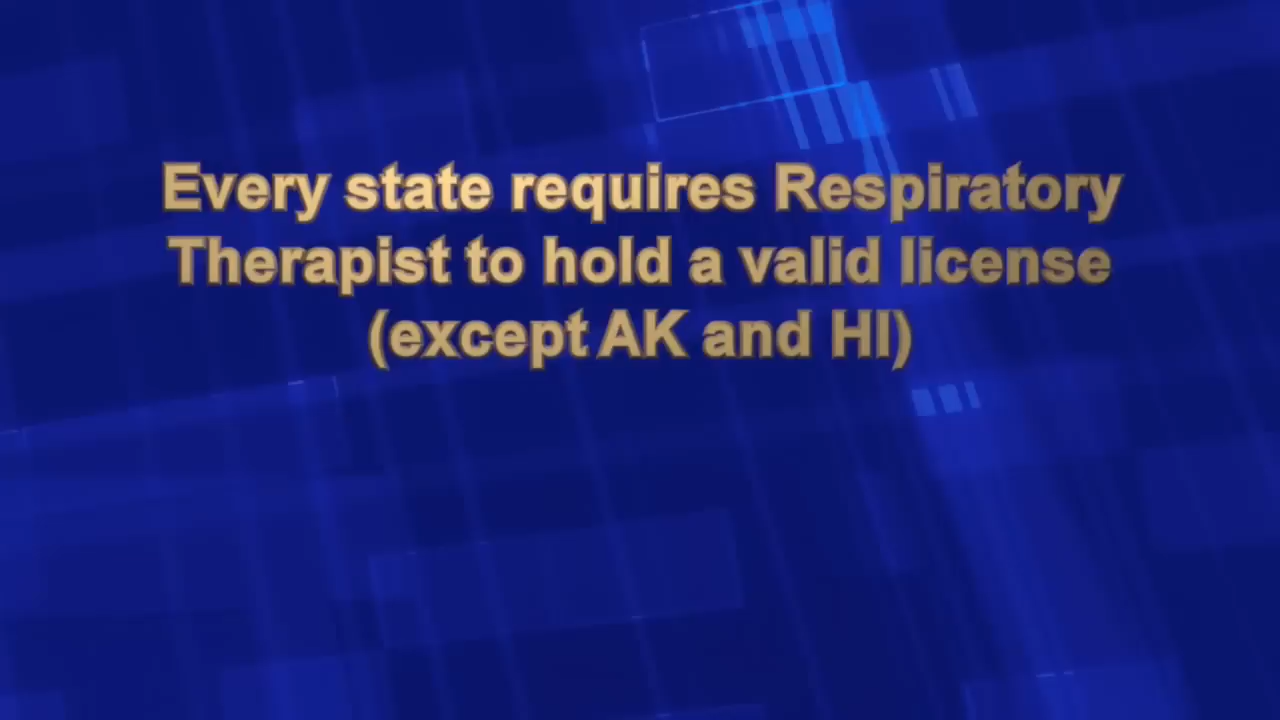 Every state requires Respiratory
Therapist to hold a valid license
(except AK and HI)